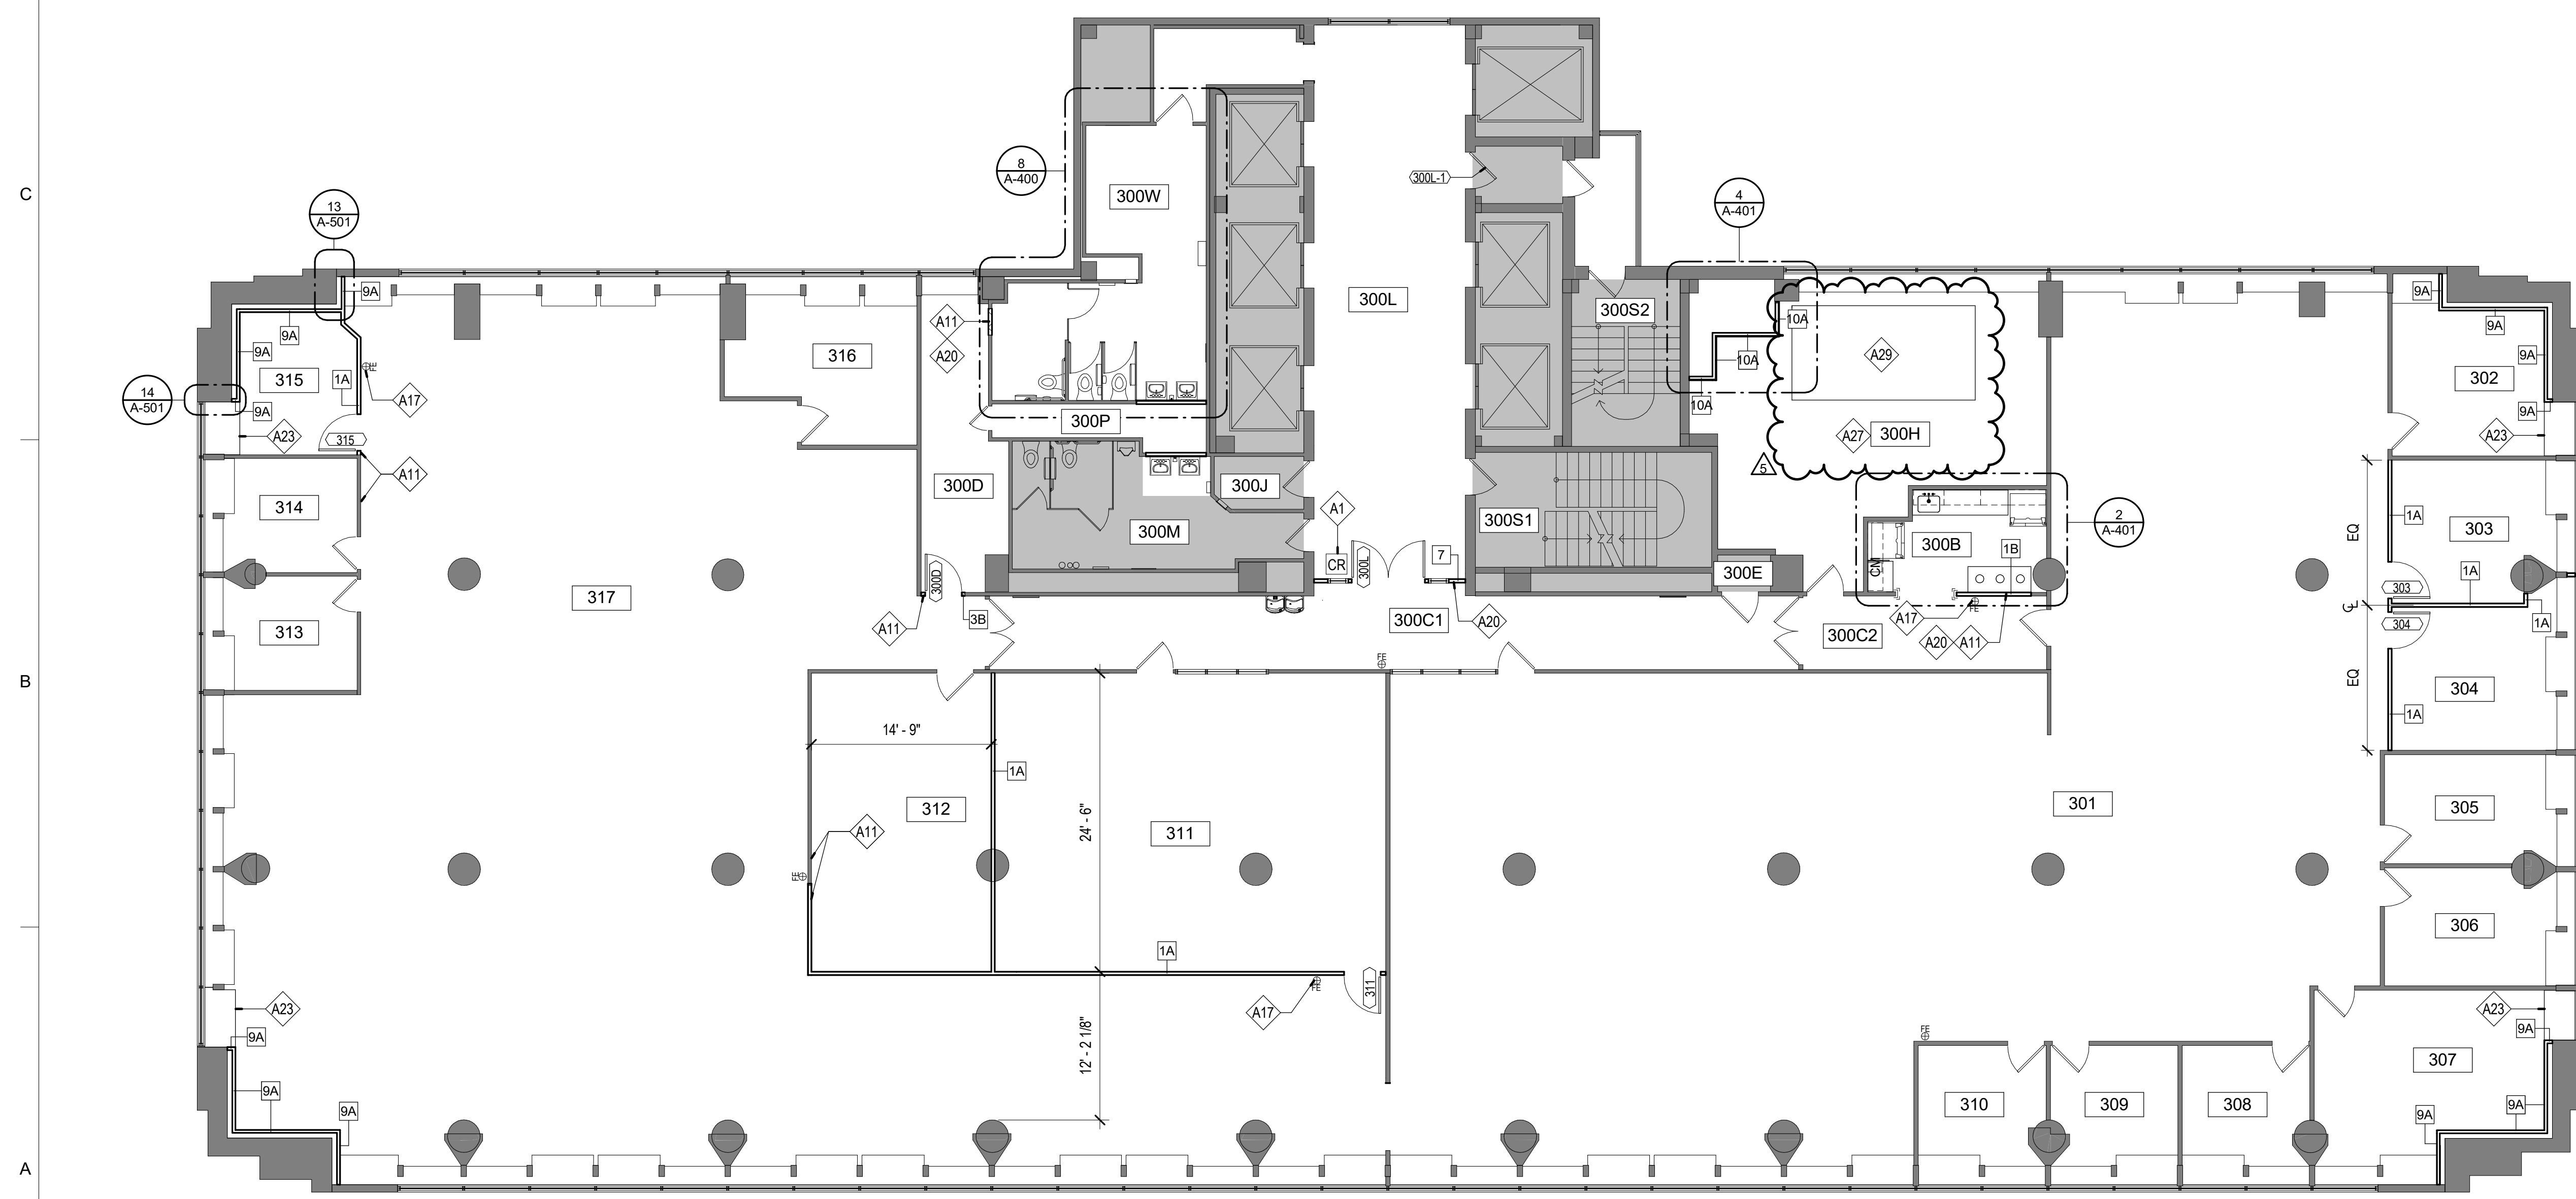 8
A-400
300W
300L-1
C
4
A-401
13
A-501
9A
9A
9A
315
1A
FE
A17
14
A-501
9A
A23
315
A11
316
A11
A20
300P
300L
300S2
10A
10A
10A
A29
A27
300H
5
9A
9A
9A
302
9A
A23
314
300D
300J
300M
A1
CR
300L
7
300S1
2
A-401
300B
1B
CM
300E
EQ
1A
303
1A
303
304
1A
CL
313
317
300D
A11
3B
300C1
A20
300C2
A17
FE
A20
A11
FE
B
EQ
304
1A
14' - 9"
1A
312
24' - 6"
311
A11
FE
301
305
306
1A
311
FE
A17
A23
9A
9A
9A
12' - 2 1/8"
FE
A23
9A
307
310
309
308
9A
9A
A